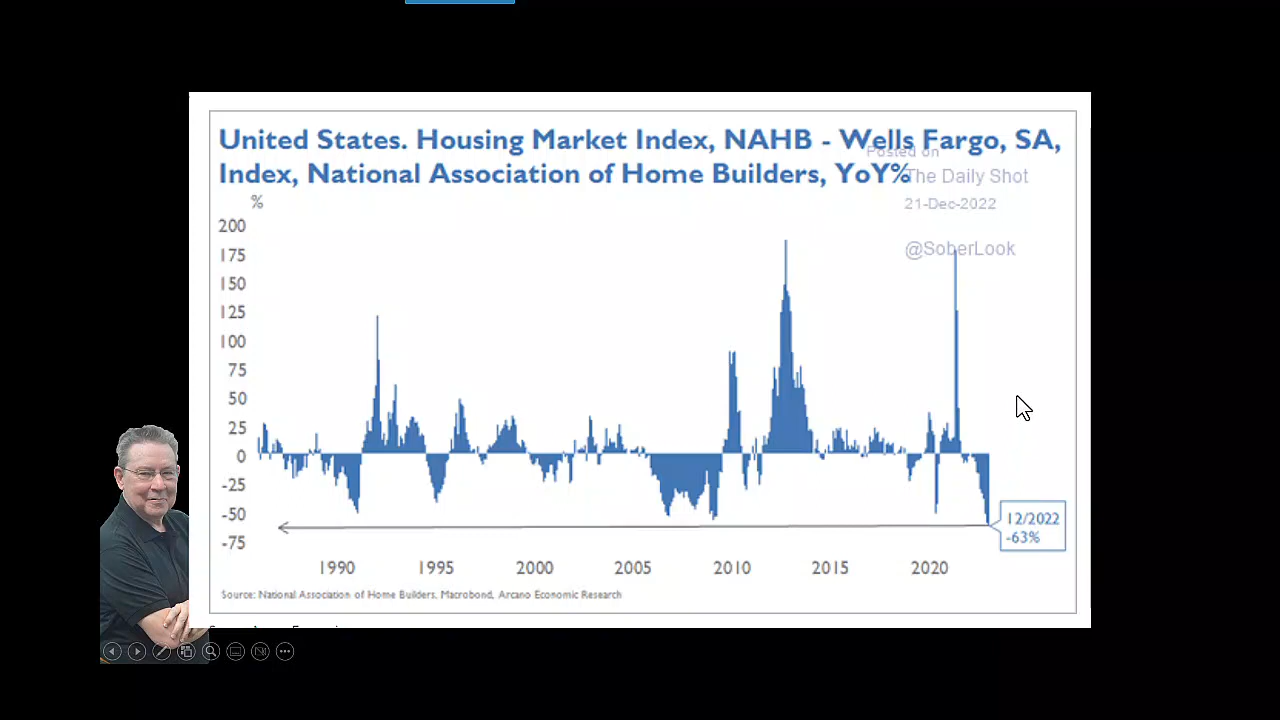 United States. Housing Market Index, NAHB - Wells Fargo, SA,
Index, National Association of Home Builders, YoY%
Posted on
The Daily Shot
21-Dec-2022
@SoberLook
%
200
175
150
125
100
75
50
25
0
-25
-50
-75
12/2022
-63%
1990 1995 2000 2005 2010 2015 2020
Source: National Association of Home Builders, Macrobond, Arcano Economic Research